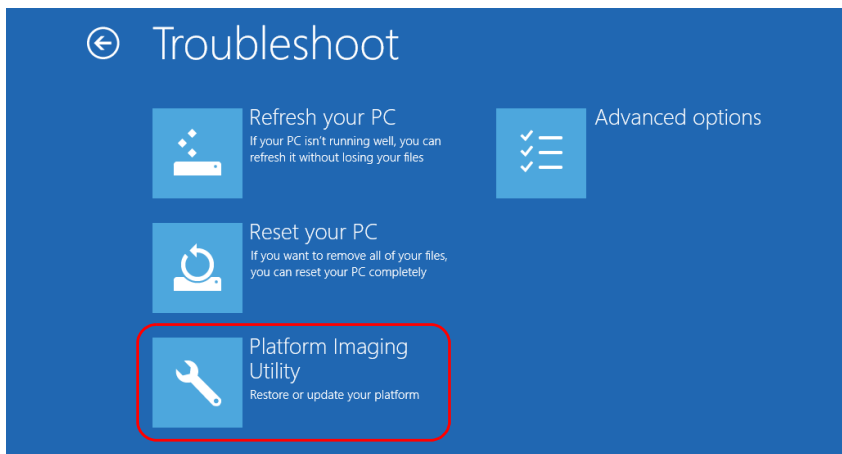 Troubleshoot
Refresh your PC
If your PC isn't running well, you can
refresh it without losing your files
Advanced options
Reset your PC
If you want to remove all of your files,
you can reset your PC completely
Platform Imaging
Utility
Restore or update your platform